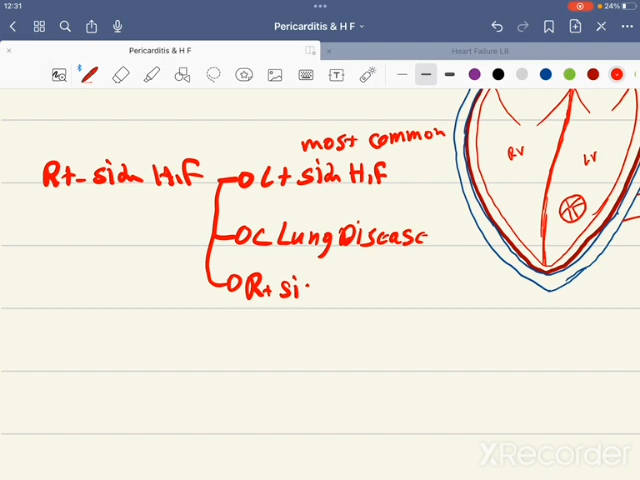 12:31
24%
Pericarditis & H F
Pericarditis & H F
Heart Failure L8
T
most common
Rt-side H,F
Lt side H,F
C Lung Disease
Rt si
RV
LV
XRecorder